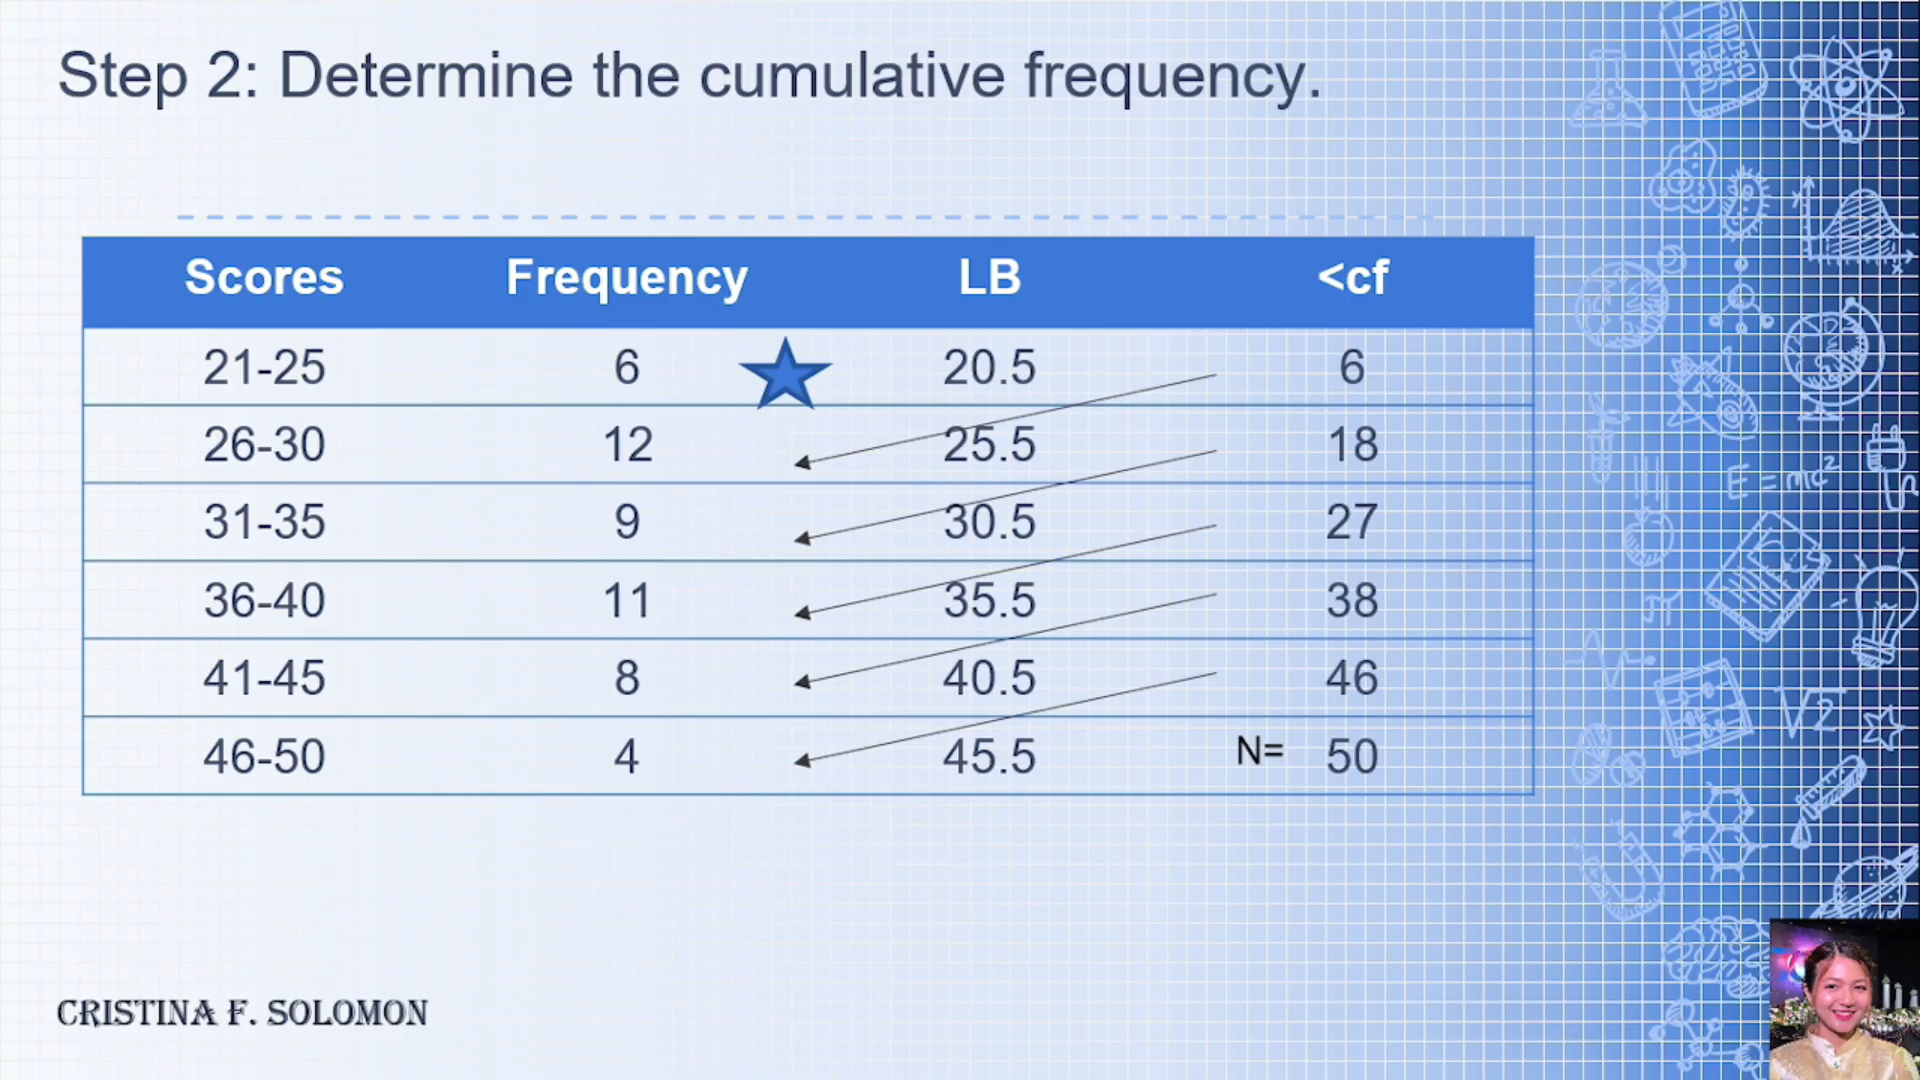 Step 2: Determine the cumulative frequency.
Scores Frequency LB <cf
21-25 6 20.5 6
26-30 12 25.5 18
31-35 9 30.5 27
36-40 11 35.5 38
41-45 8 40.5 46
46-50 4 45.5 N= 50
E=mc²
π
√2
CRISTINA F. SOLOMON